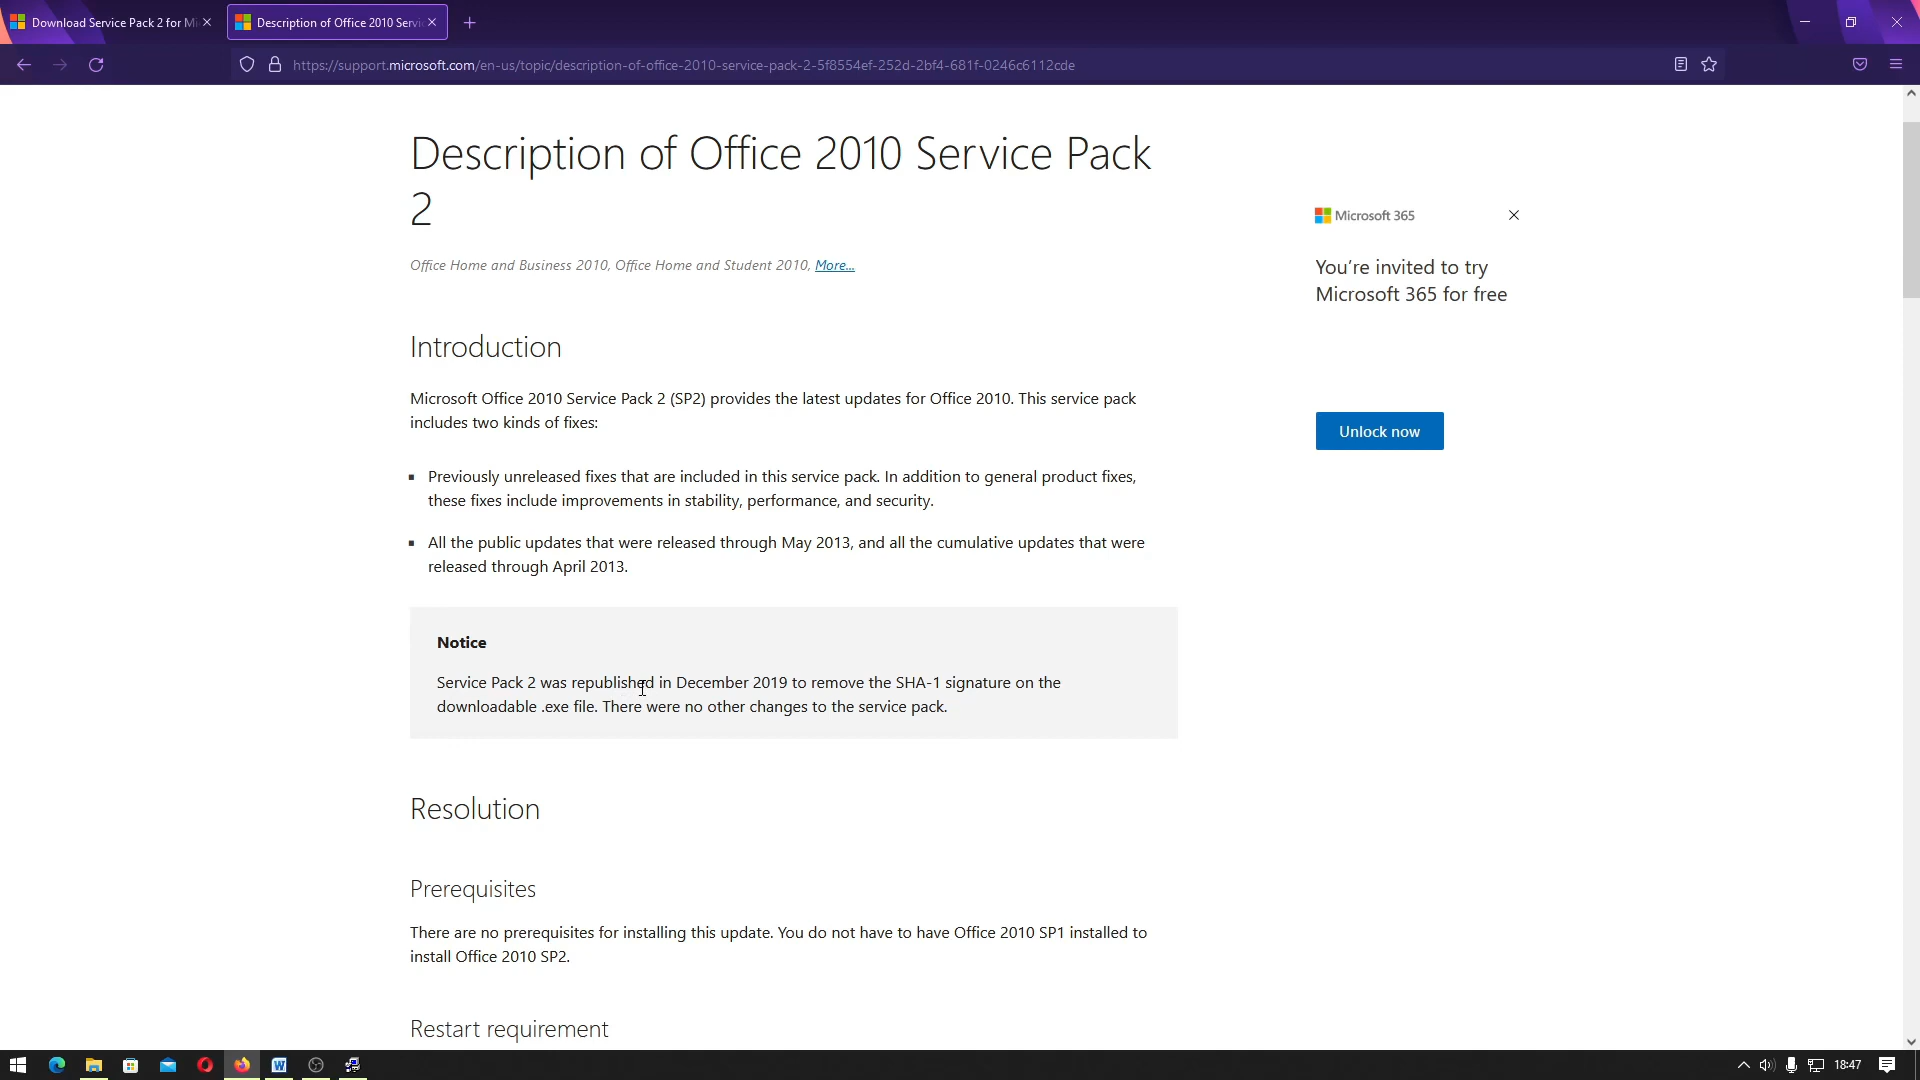 Download Service Pack 2 for Mi
Description of Office 2010 Servi
https://support.microsoft.com/en-us/topic/description-of-office-2010-service-pack-2-5f8554ef-252d-2bf4-681f-0246c6112cde
Description of Office 2010 Service Pack
2
Office Home and Business 2010, Office Home and Student 2010, More...
Microsoft 365
You’re invited to try
Microsoft 365 for free
Unlock now
Introduction
Microsoft Office 2010 Service Pack 2 (SP2) provides the latest updates for Office 2010. This service pack
includes two kinds of fixes:
Previously unreleased fixes that are included in this service pack. In addition to general product fixes,
these fixes include improvements in stability, performance, and security.
All the public updates that were released through May 2013, and all the cumulative updates that were
released through April 2013.
Notice
Service Pack 2 was republished in December 2019 to remove the SHA-1 signature on the
downloadable .exe file. There were no other changes to the service pack.
Resolution
Prerequisites
There are no prerequisites for installing this update. You do not have to have Office 2010 SP1 installed to
install Office 2010 SP2.
Restart requirement
18:47